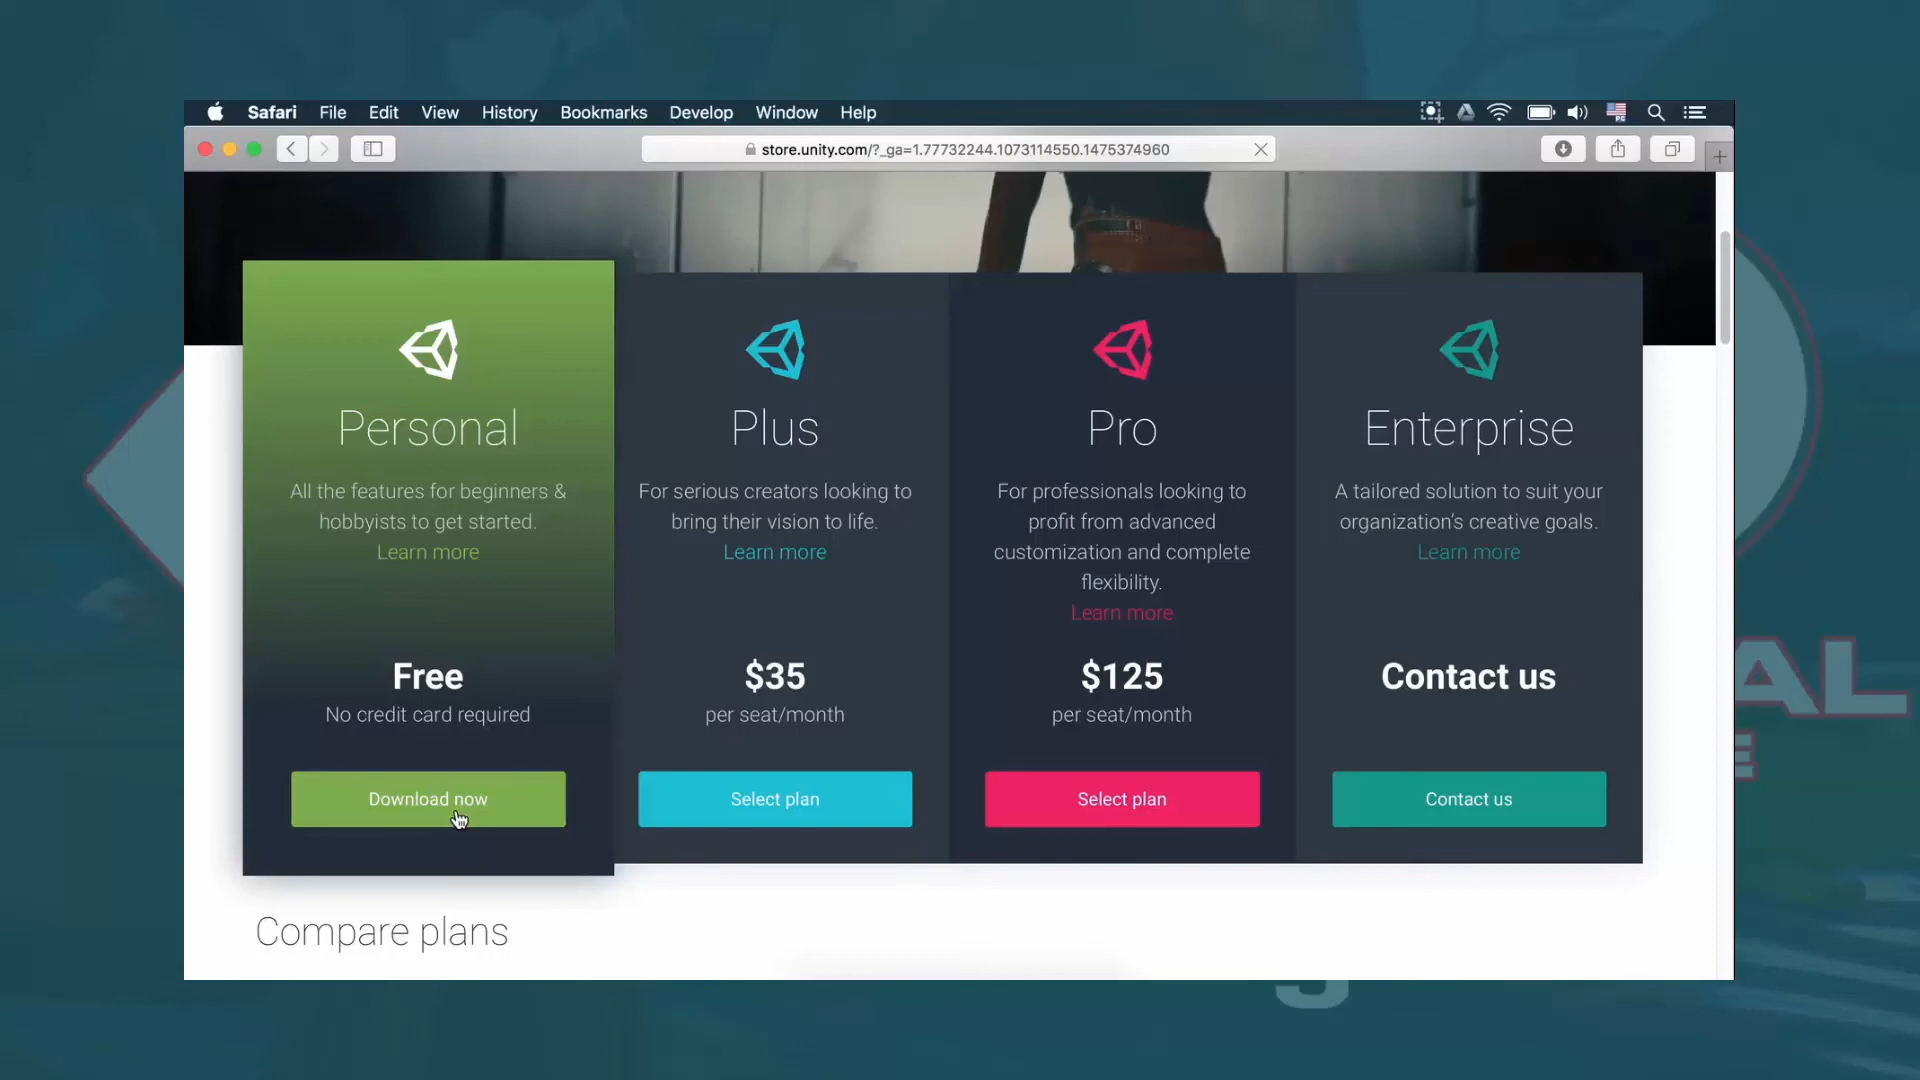 Safari File Edit View History Bookmarks Develop Window Help
store.unity.com/?_ga=1.77732244.1073114550.1475374960
Personal
All the features for beginners &
hobbyists to get started.
Learn more
Free
No credit card required
Download now
Plus
For serious creators looking to
bring their vision to life.
Learn more
$35
per seat/month
Select plan
Pro
For professionals looking to
profit from advanced
customization and complete
flexibility.
Learn more
$125
per seat/month
Select plan
Enterprise
A tailored solution to suit your
organization's creative goals.
Learn more
Contact us
Contact us
Compare plans